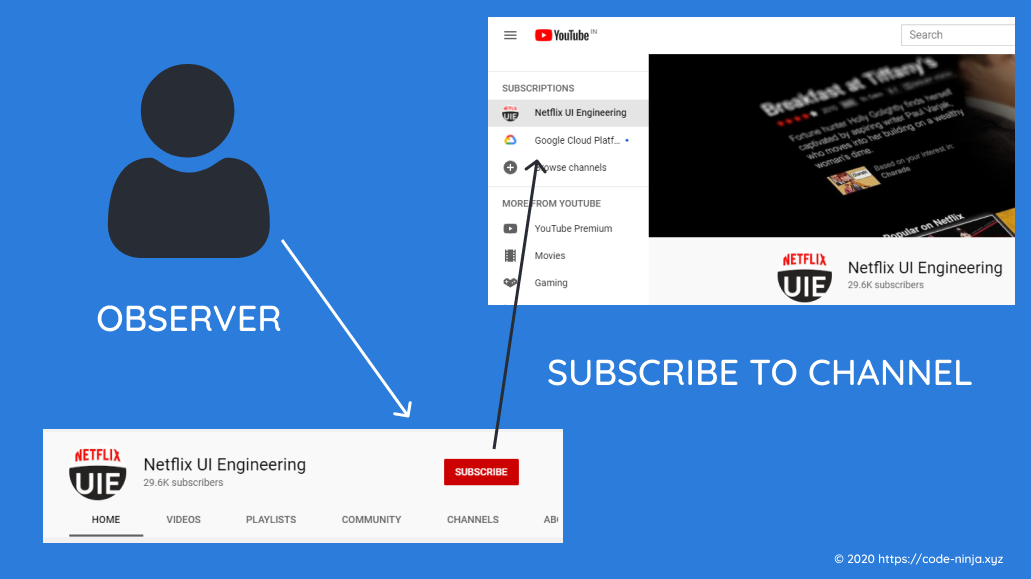 YouTube IN
Search
SUBSCRIPTIONS
UIE
Netflix UI Engineering
Google Cloud Platf...
Browse channels
MORE FROM YOUTUBE
YouTube Premium
Movies
Gaming
Breakfast at Tiffany's
Fortune hunter Holy Golightly finds herself
captivated by aspiring writer Paul Varjak,
who moves into her building on a wealthy
woman's dime.
Based on your interest in:
Charade
Popular on Netflix
NETFLIX
UIE
Netflix UI Engineering
29.6K subscribers
OBSERVER
SUBSCRIBE TO CHANNEL
NETFLIX
UIE
Netflix UI Engineering
29.6K subscribers
SUBSCRIBE
HOME VIDEOS PLAYLISTS COMMUNITY CHANNELS AB
© 2020 https://code-ninja.xyz